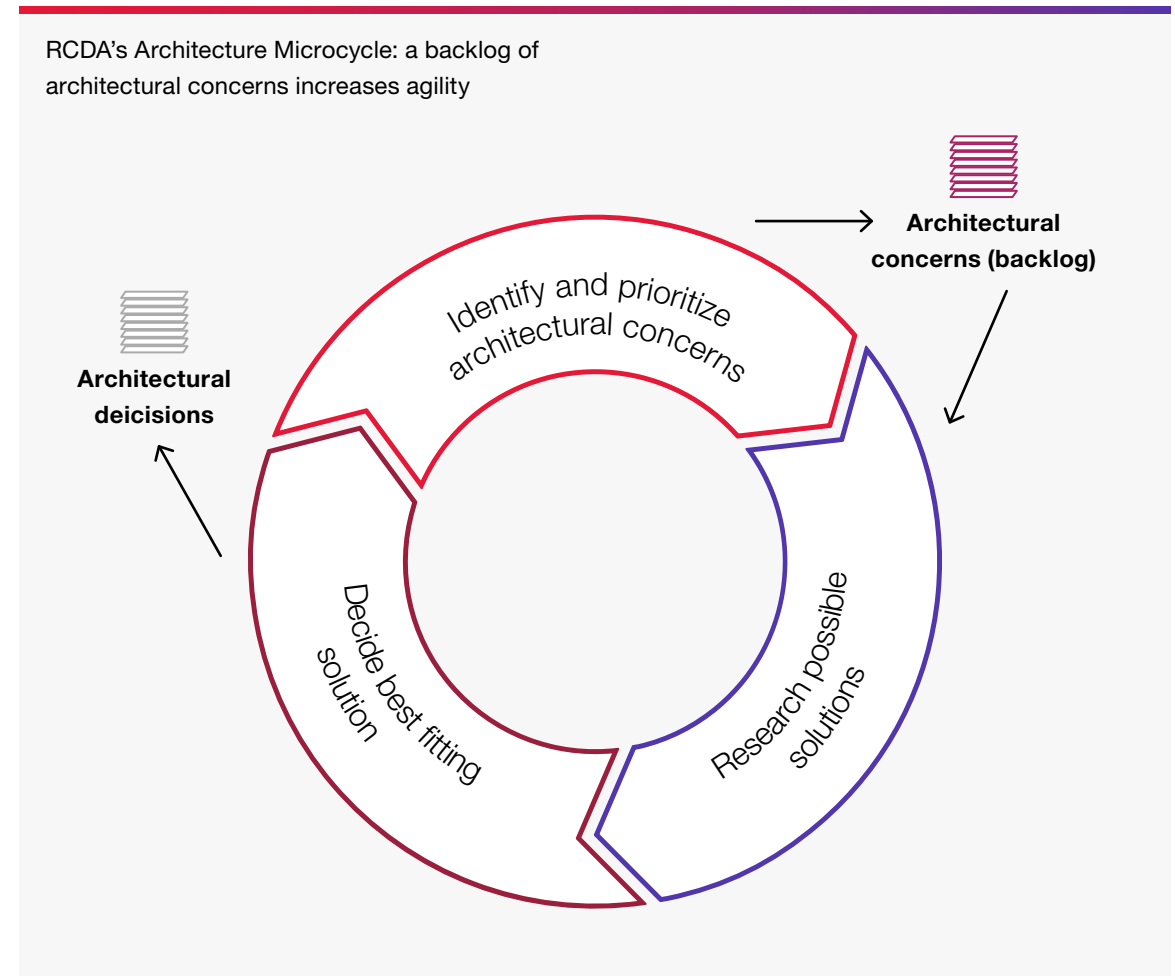 RCDA’s Architecture Microcycle: a backlog of
architectural concerns increases agility
Architectural
concerns (backlog)
Identify and prioritize
architectural concerns
Architectural
deicisions
Research possible
solutions
Decide best fitting
solution